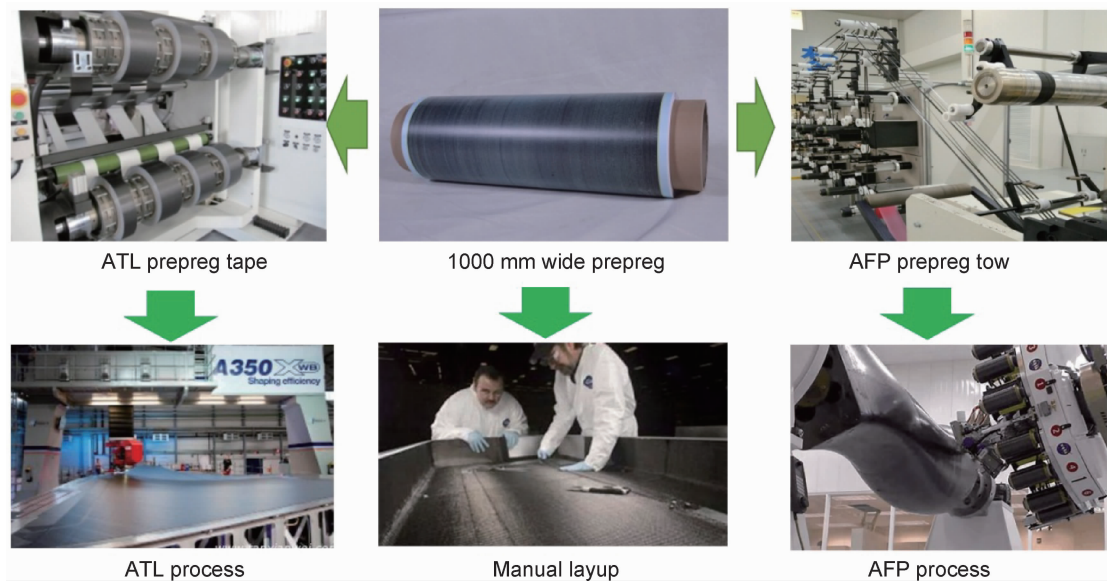 ATL prepreg tape
1000 mm wide prepreg
AFP prepreg tow
A350 XWB
Shaping efficiency
ATL process
Manual layup
AFP process